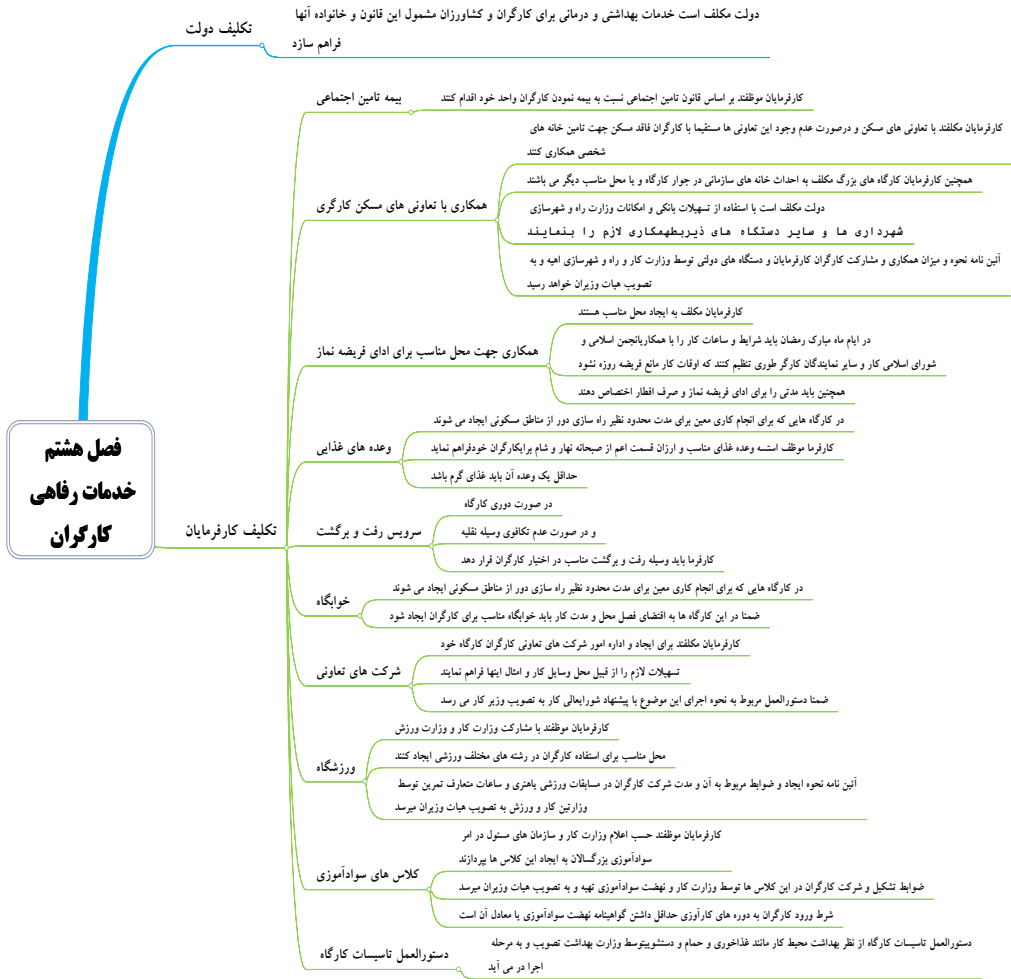 فصل هشتم
خدمات رفاهی
کارگران
تکلیف دولت
دولت مکلف است خدمات بهداشتی و درمانی برای کارگران و کشاورزان مشمول این قانون و خانواده آنها
فراهم سازد
تکلیف کارفرمایان
بیمه تامین اجتماعی
کارفرمایان موظفند بر اساس قانون تامین اجتماعی نسبت به بیمه نمودن کارگران واحد خود اقدام کنند
همکاری با تعاونی های مسکن کارگری
کارفرمایان مکلفند با تعاونی های مسکن و درصورت عدم وجود این تعاونی ها مستقیما با کارگران فاقد مسکن جهت تامین خانه های
شخصی همکاری کنند
همچنین کارفرمایان کارگاه های بزرگ مکلف به احداث خانه های سازمانی در جوار کارگاه و یا محل مناسب دیگر می باشند
دولت مکلف است با استفاده از تسهیلات بانکی و امکانات وزارت راه و شهرسازی
شهرداری ها و سایر دستگاه های ذیربطهمکاری لازم را بنمایند
آئین نامه نحوه و میزان همکاری و مشارکت کارگران کارفرمایان و دستگاه های دولتی توسط وزارت کار و راه و شهرسازی اهیه و به
تصویب هیات وزیران خواهد رسید
همکاری جهت محل مناسب برای ادای فریضه نماز
کارفرمایان مکلف به ایجاد محل مناسب هستند
در ایام ماه مبارک رمضان باید شرایط و ساعات کار را با همکاریانجمن اسلامی و
شورای اسلامی کار و سایر نمایندگان کارگر طوری تنظیم کنند که اوقات کار مانع فریضه روزه نشود
همچنین باید مدتی را برای ادای فریضه نماز و صرف افطار اختصاص دهند
وعده های غذایی
در کارگاه هایی که برای انجام کاری معین برای مدت محدود نظیر راه سازی دور از مناطق مسکونی ایجاد می شوند
کارفرما موظف استسه وعده غذای مناسب و ارزان قسمت اعم از صبحانه نهار و شام برایکارگران خودفراهم نماید
حداقل یک وعده آن باید غذای گرم باشد
سرویس رفت و برگشت
در صورت دوری کارگاه
و در صورت عدم تکافوی وسیله نقلیه
کارفرما باید وسیله رفت و برگشت مناسب در اختیار کارگران قرار دهد
خوابگاه
در کارگاه هایی که برای انجام کاری معین برای مدت محدود نظیر راه سازی دور از مناطق مسکونی ایجاد می شوند
ضمنا در این کارگاه ها به اقتضای فصل محل و مدت کار باید خوابگاه مناسب برای کارگران ایجاد شود
شرکت های تعاونی
کارفرمایان مکلفند برای ایجاد و اداره امور شرکت های تعاونی کارگران کارگاه خود
تسهیلات لازم را از قبیل محل وسایل کار و امثال اینها فراهم نمایند
ضمنا دستورالعمل مربوط به نحوه اجرای این موضوع با پیشنهاد شورایعالی کار به تصویب وزیر کار می رسد
ورزشگاه
کارفرمایان موظفند با مشارکت وزارت کار و وزارت ورزش
محل مناسب برای استفاده کارگران در رشته های مختلف ورزشی ایجاد کنند
آئین نامه نحوه ایجاد و ضوابط مربوط به آن و مدت شرکت کارگران در مسابقات ورزشی یاهنری و ساعات متعارف تمرین توسط
وزارتین کار و ورزش به تصویب هیات وزیران میرسد
کلاس های سوادآموزی
کارفرمایان موظفند حسب اعلام وزارت کار و سازمان های مسئول در امر
سوادآموزی بزرگسالان به ایجاد این کلاس ها بپردازند
ضوابط تشکیل و شرکت کارگران در این کلاس ها توسط وزارت کار و نهضت سوادآموزی تهیه و به تصویب هیات وزیران میرسد
شرط ورود کارگران به دوره های کارآوزی حداقل داشتن گواهینامه نهضت سوادآموزی یا معادل آن است
دستورالعمل تاسیسات کارگاه
دستورالعمل تاسیسات کارگاه از نظر بهداشت محیط کار مانند غذاخوری و حمام و دستشوییتوسط وزارت بهداشت تصویب و به مرحله
اجرا در می آید